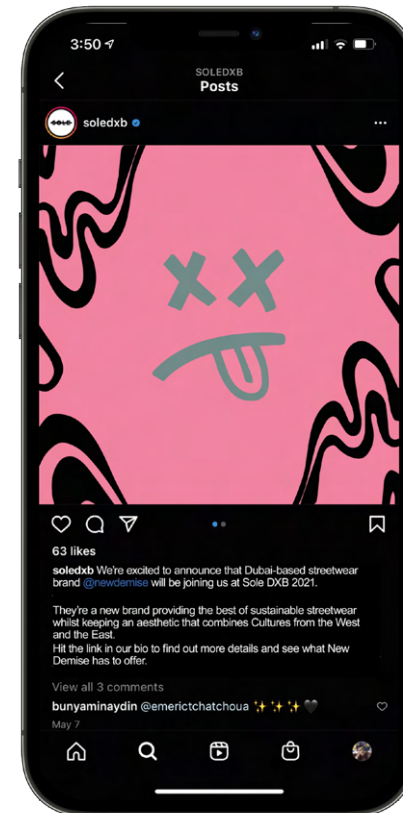 3:50
SOLEDXB
Posts
SOLE
soledxb
63 likes
soledxb We're excited to announce that Dubai-based streetwear
brand @newdemise will be joining us at Sole DXB 2021.
They're a new brand providing the best of sustainable streetwear
whilst keeping an aesthetic that combines Cultures from the West
and the East.
Hit the link in our bio to find out more details and see what New
Demise has to offer.
View all 3 comments
bunyaminaydin @emerictchatchoua ✨✨✨🖤
May 7